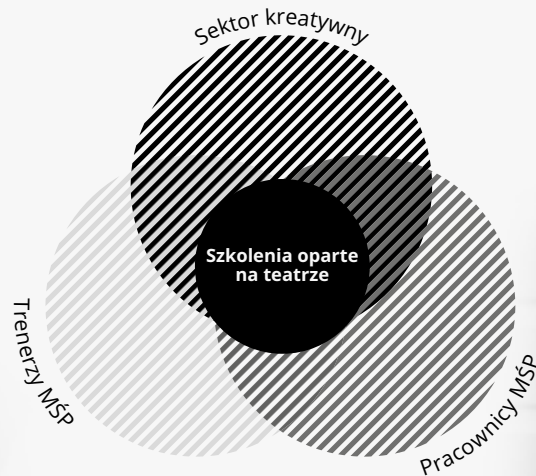 Sektor kreatywny
Szkolenia oparte
na teatrze
Trenerzy MŚP
Pracownicy MŚP